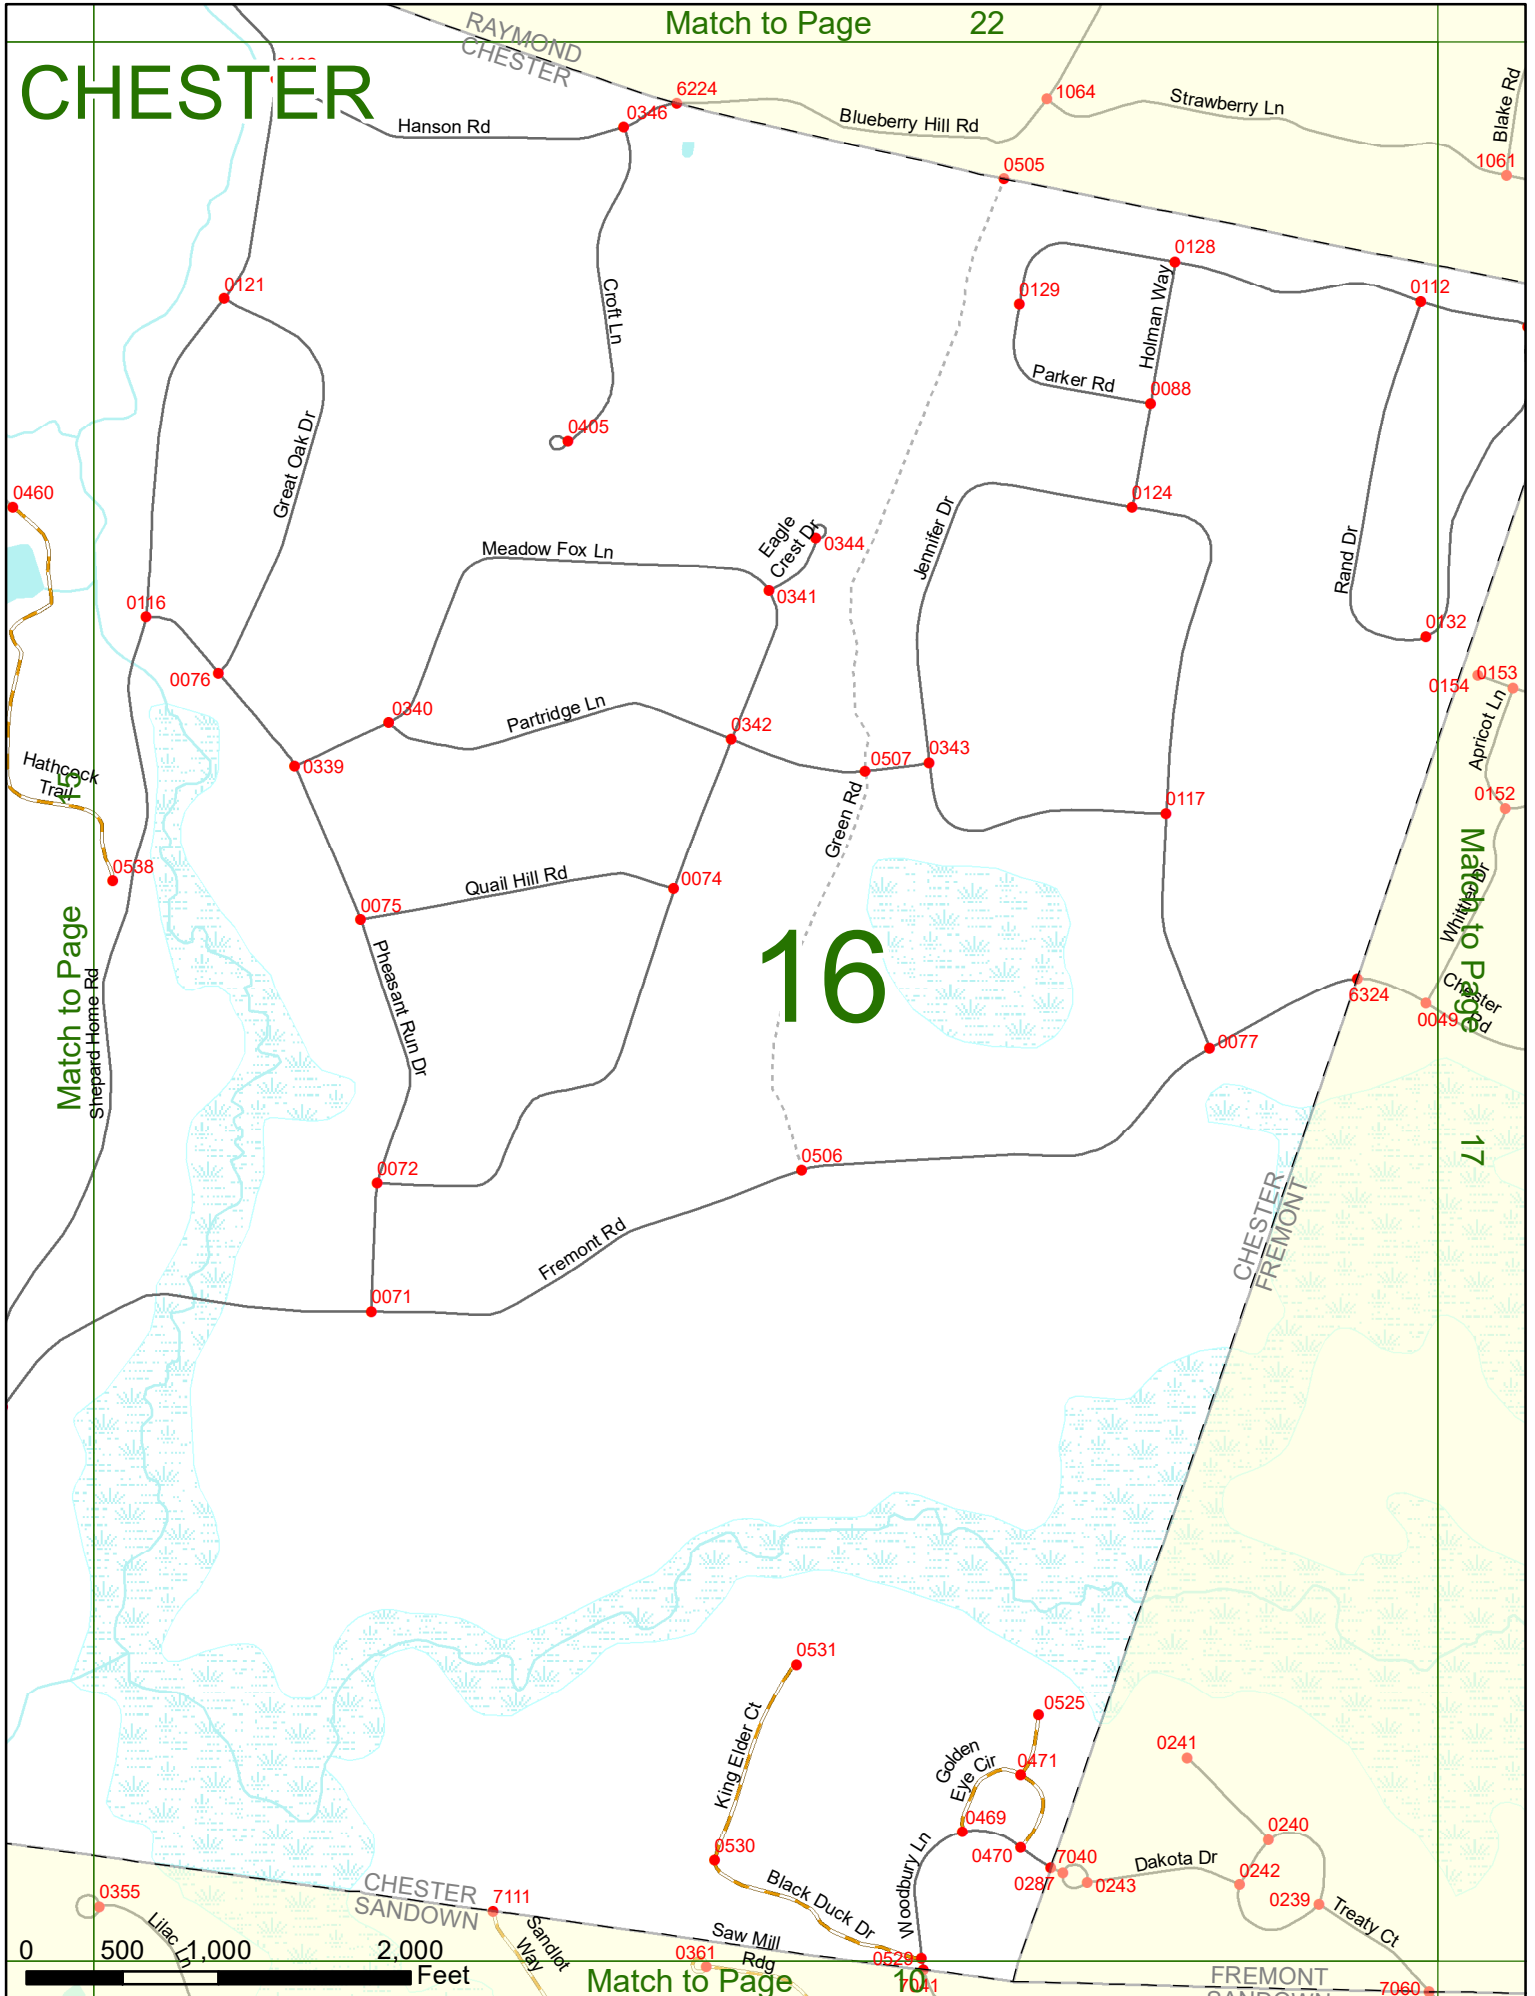 Match to Page 22
RAYMOND
CHESTER
CHESTER
6224
0346
Hanson Rd
Blueberry Hill Rd
1064
Strawberry Ln
Blake Rd
1061
0505
0128
0129
Holman Way
0112
0121
Croft Ln
Parker Rd
0088
0405
Great Oak Dr
0460
0124
Jennifer Dr
Eagle
Crest Dr
0344
Meadow Fox Ln
0341
Rand Dr
0116
0132
0076
0154
0153
0340
Partridge Ln
0342
0343
0507
0339
Apricot Ln
Hathcock
Trail
15
0152
Green Rd
0117
0538
Quail Hill Rd
0074
0075
Whittier Dr
Match to Page
17
Match to Page
Shepard Home Rd
Pheasant Run Dr
16
6324
Chester
Rd
0049
0077
0506
0072
CHESTER
FREMONT
Fremont Rd
0071
0531
0525
King Elder Ct
Golden
Eye Cir
0471
0241
0469
0470
0240
0530
7040
0287
Dakota Dr
0242
0243
0239
Treaty Ct
Woodbury Ln
Black Duck Dr
CHESTER
SANDOWN
7111
0355
Lilac Ln
Sandlot
Way
Saw Mill
Rdg
0361
0529
7041
0 500 1,000 2,000
Feet
Match to Page 10
FREMONT
SANDOWN
7060